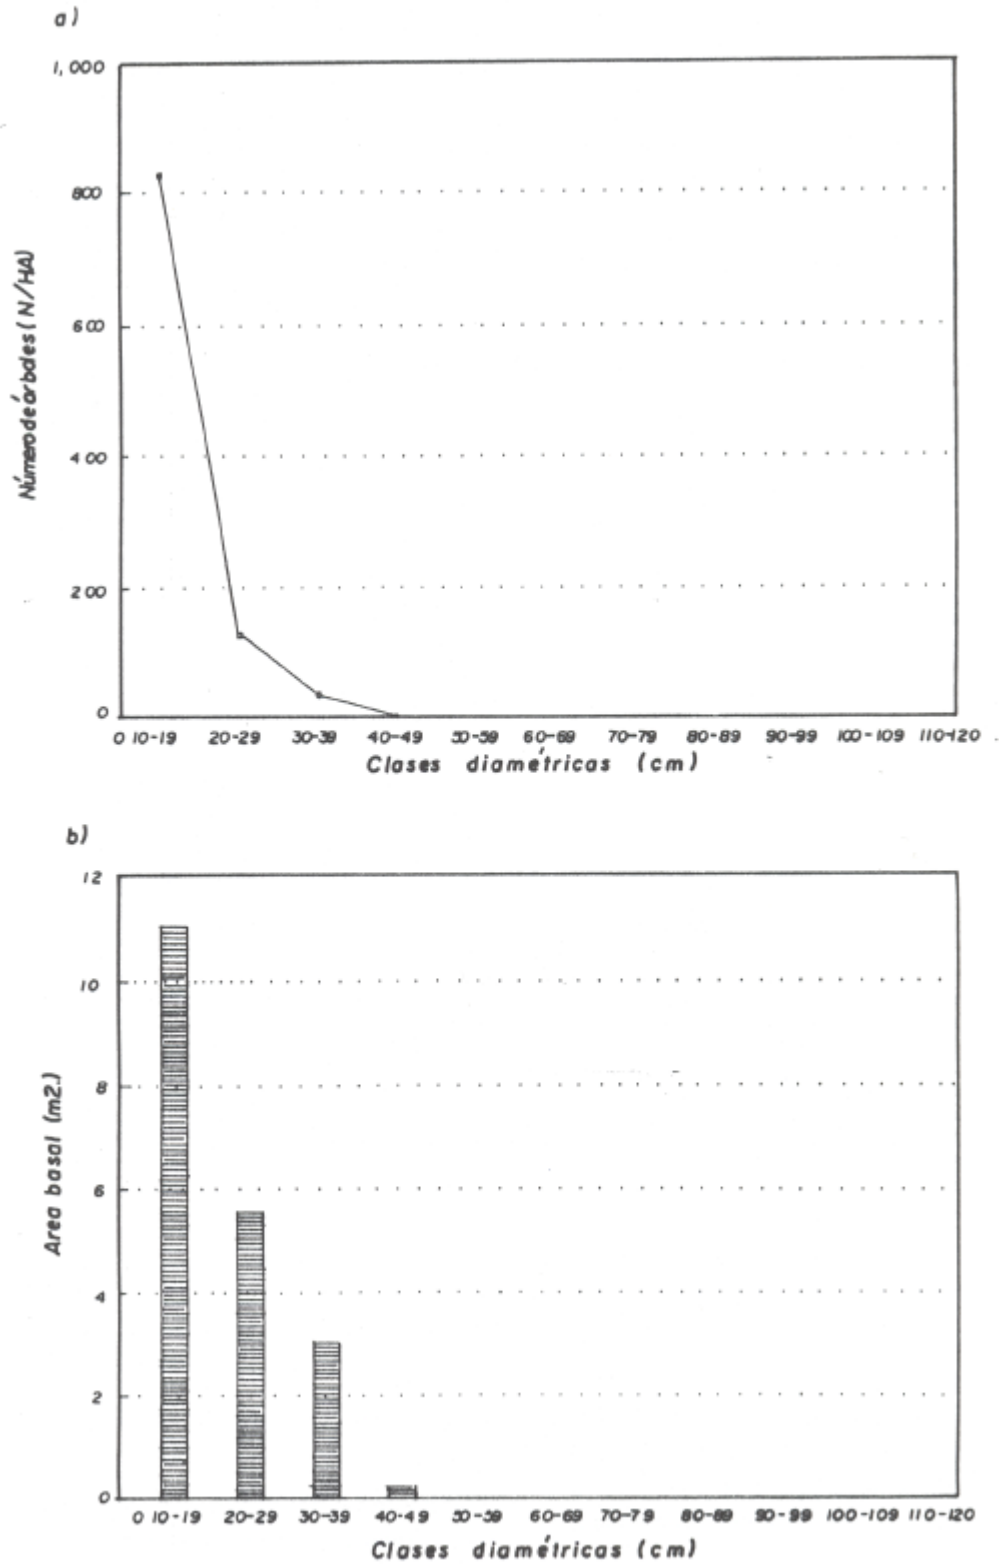 a)
1,000
800
600
400
200
0
Número de árboles (N/HA)
0 10-19 20-29 30-39 40-49 50-59 60-69 70-79 80-89 90-99 100-109 110-120
Clases diamétricas (cm)
b)
12
10
8
6
4
2
0
Area basal (m2.)
0 10-19 20-29 30-39 40-49 50-59 60-69 70-79 80-89 90-99 100-109 110-120
Clases diamétricas (cm)